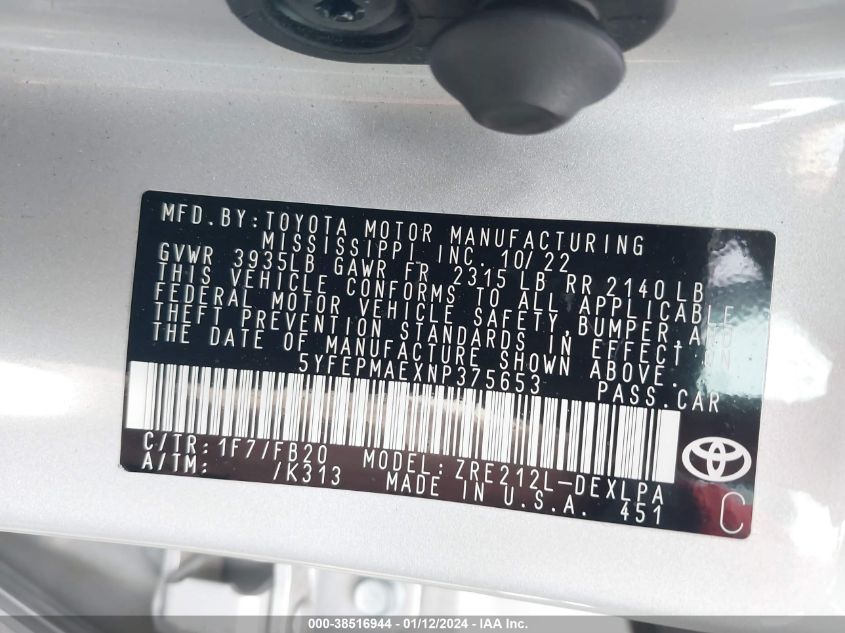 MFD. BY: TOYOTA MOTOR MANUFACTURING
MISSISSIPPI, INC. 10/22
GVWR 3935LB GAWR FR 2315 LB RR 2140 LB
THIS VEHICLE CONFORMS TO ALL APPLICABLE
FEDERAL MOTOR VEHICLE SAFETY, BUMPER, AND
THEFT PREVENTION STANDARDS IN EFFECT ON
THE DATE OF MANUFACTURE SHOWN ABOVE.
5YFEPMAEXNP375653 PASS. CAR
C/TR: 1F7/FB20 MODEL: ZRE212L-DEXLPA
A/TM: /K313 MADE IN U.S.A. 451
C
100 - 38516944 - 01/12/2024 - IAA Inc.